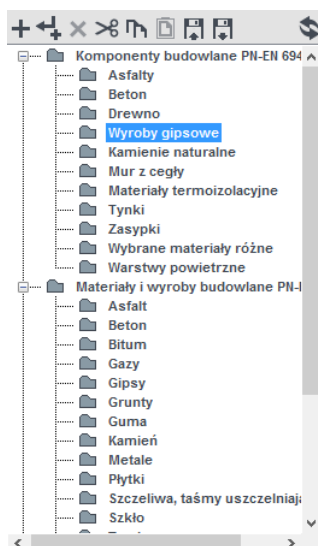 Komponenty budowlane PN-EN 694
Asfalty
Beton
Drewno
Wyroby gipsowe
Kamienie naturalne
Mur z cegły
Materiały termoizolacyjne
Tynki
Zasypki
Wybrane materiały różne
Warstwy powietrzne
Materiały i wyroby budowlane
Asfalt
Beton
Bitum
Gazy
Gipsy
Grunty
Guma
Kamień
Metale
Płytki
Szczeliwa, taśmy
Szkło